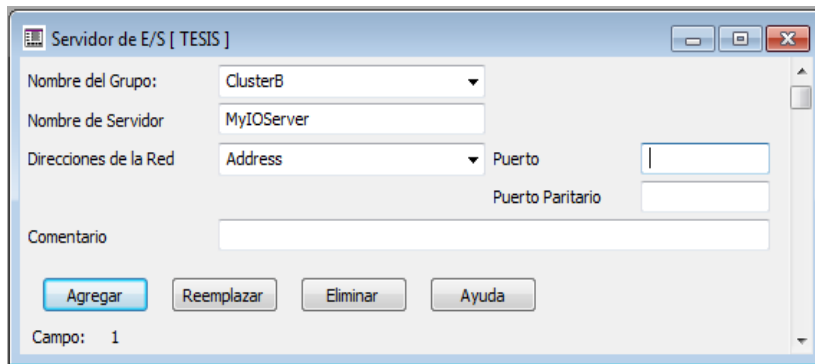 Servidor de E/S [ TESIS ]
Nombre del Grupo: ClusterB
Nombre de Servidor MyIOServer
Direcciones de la Red Address Puerto
Puerto Paritario
Comentario
Agregar Reemplazar Eliminar Ayuda
Campo: 1